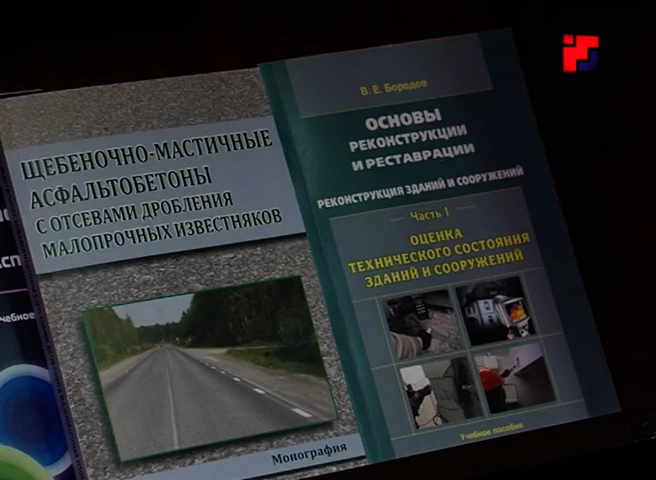 ЩЕБЕНОЧНО-МАСТИЧНЫЕ
АСФАЛЬТОБЕТОНЫ
С ОТСЕВАМИ ДРОБЛЕНИЯ
МАЛОПРОЧНЫХ ИЗВЕСТНЯКОВ
Монография
В. Е. Бородов
ОСНОВЫ
РЕКОНСТРУКЦИИ
И РЕСТАВРАЦИИ
РЕКОНСТРУКЦИЯ ЗДАНИЙ И СООРУЖЕНИЙ
Часть 1
ОЦЕНКА
ТЕХНИЧЕСКОГО СОСТОЯНИЯ
ЗДАНИЙ И СООРУЖЕНИЙ
Учебное пособие
чебное